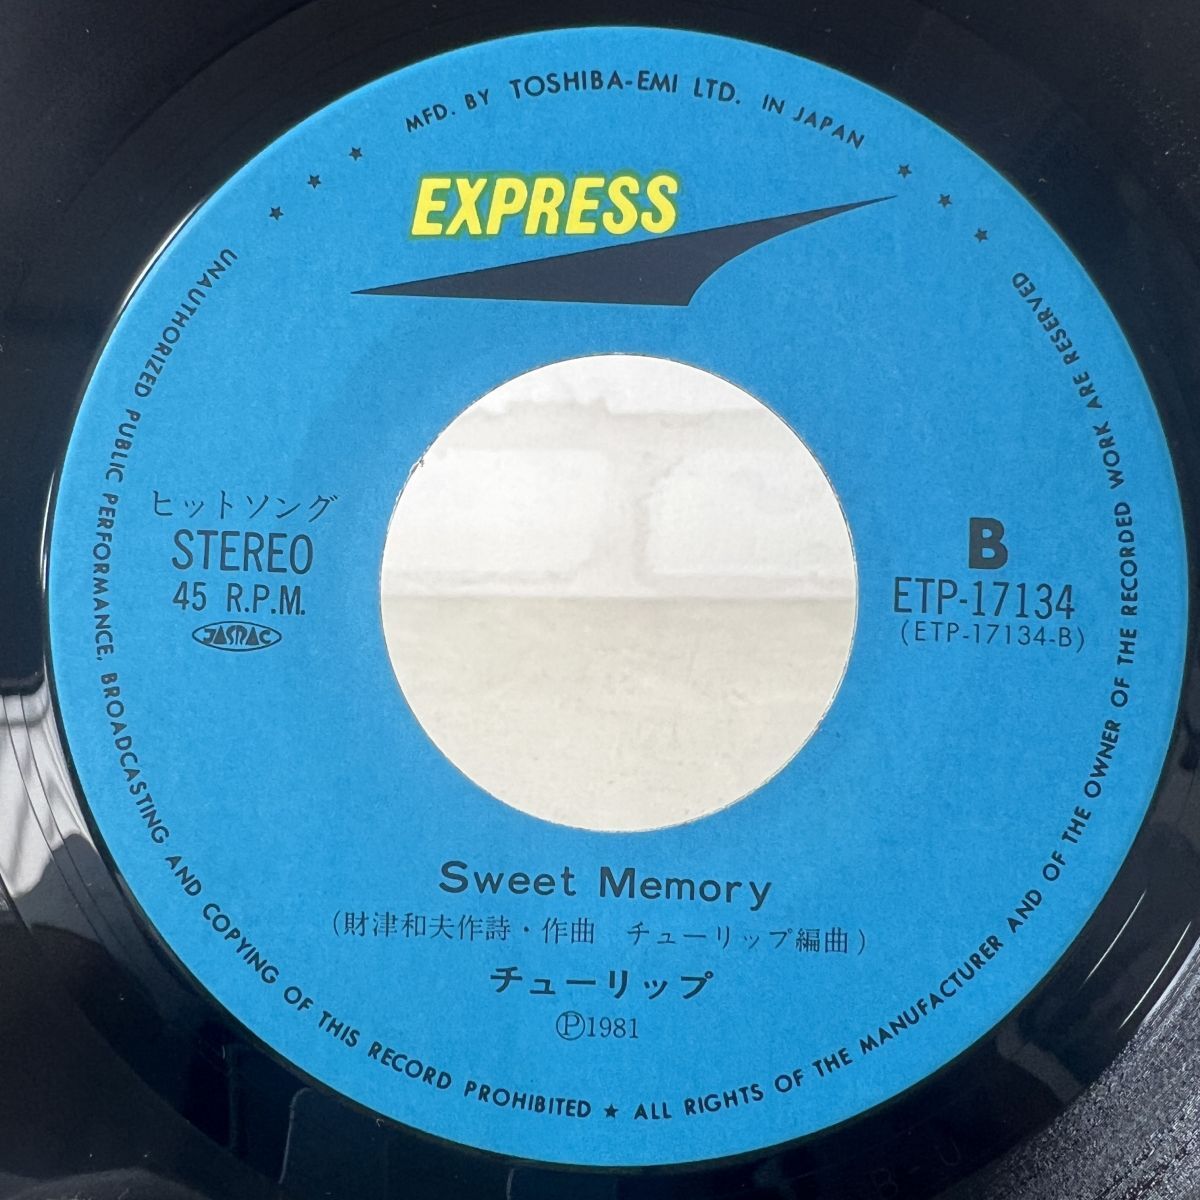 MFD. BY TOSHIBA-EMI LTD. IN JAPAN
EXPRESS
ヒットソング
STEREO
45 R.P.M.
JASRAC
B
ETP-17134
(ETP-17134-B)
Sweet Memory
(財津和夫作詩・作曲 チューリップ編曲)
チューリップ
Ⓟ1981
UNAUTHORIZED PUBLIC PERFORMANCE, BROADCASTING AND COPYING OF THIS RECORD PROHIBITED ★ ALL RIGHTS OF THE MANUFACTURER AND OF THE OWNER OF THE RECORDED WORK ARE RESERVED